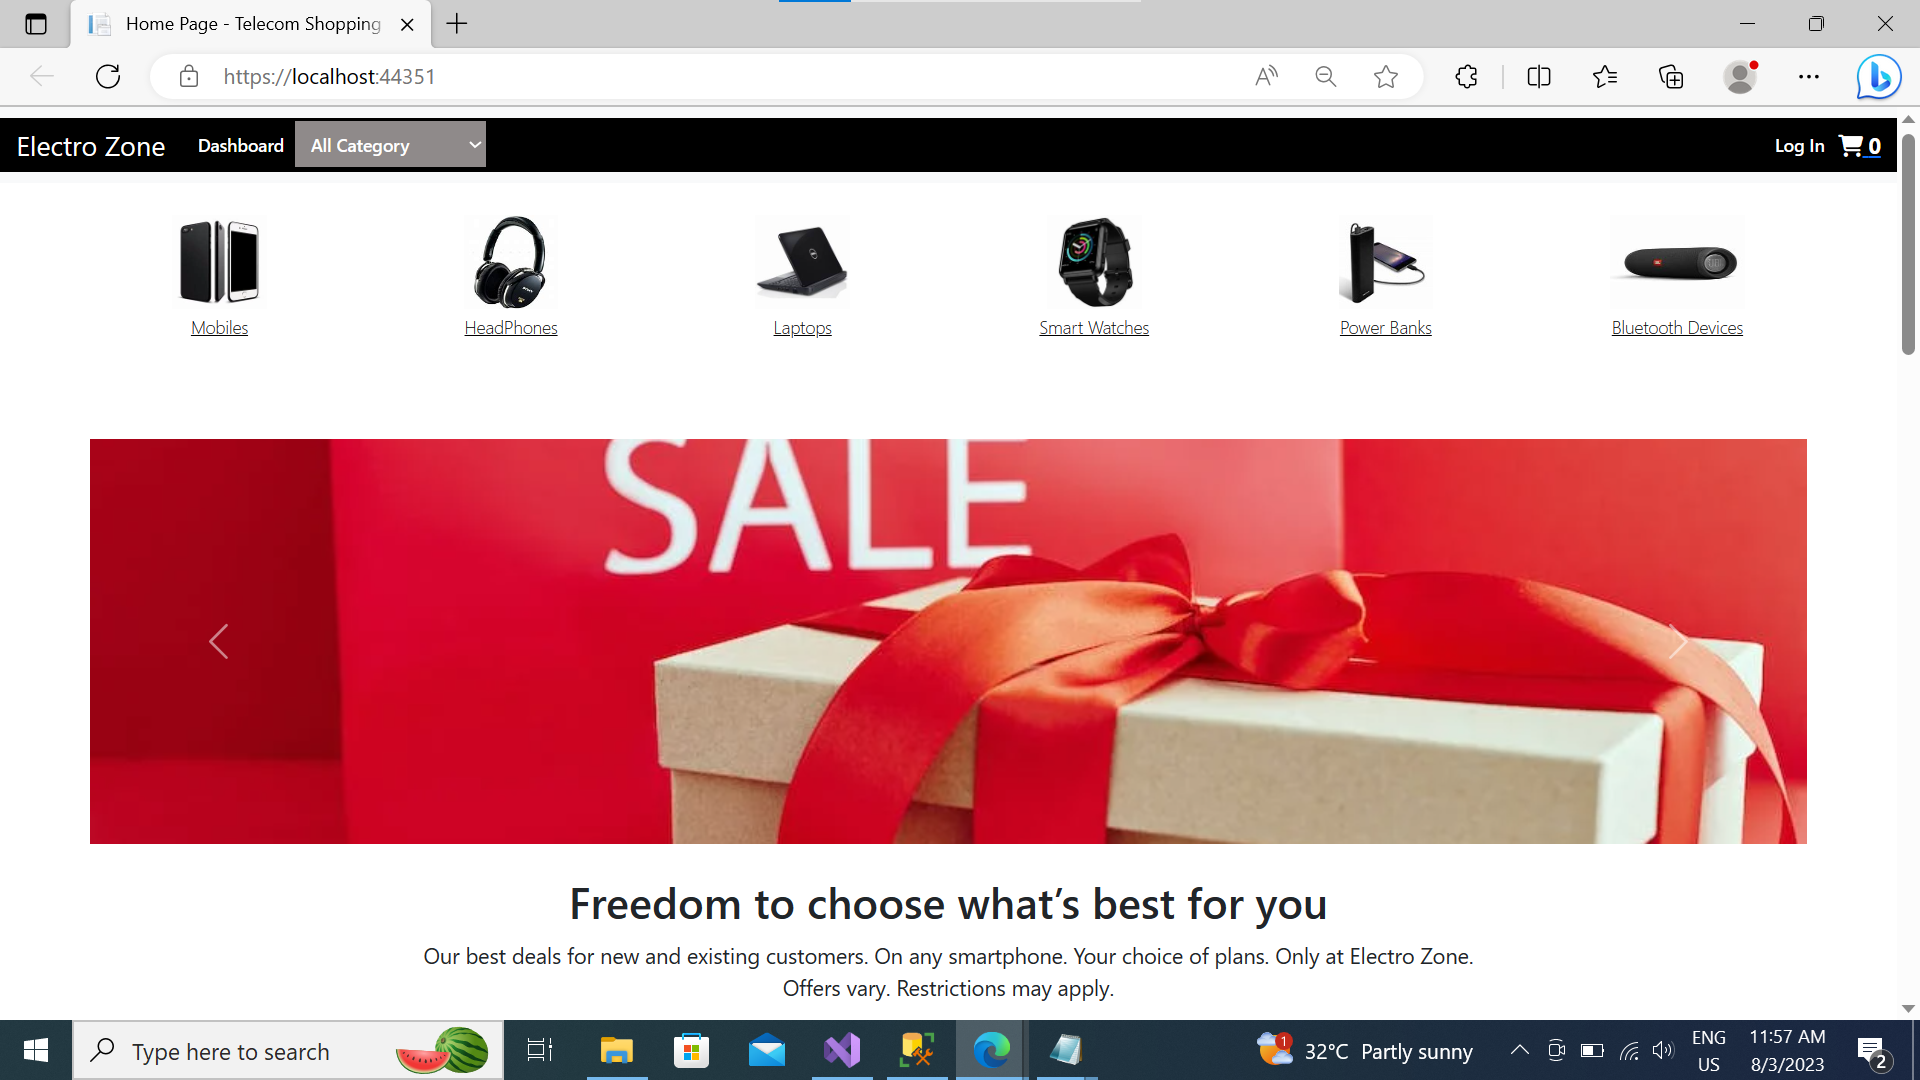 Home Page - Telecom Shopping
https://localhost:44351
Electro Zone Dashboard All Category Log In 0
Mobiles HeadPhones Laptops Smart Watches Power Banks Bluetooth Devices
SALE
Freedom to choose what’s best for you
Our best deals for new and existing customers. On any smartphone. Your choice of plans. Only at Electro Zone.
Offers vary. Restrictions may apply.
Type here to search
1
32°C Partly sunny
ENG
US
11:57 AM
8/3/2023
2